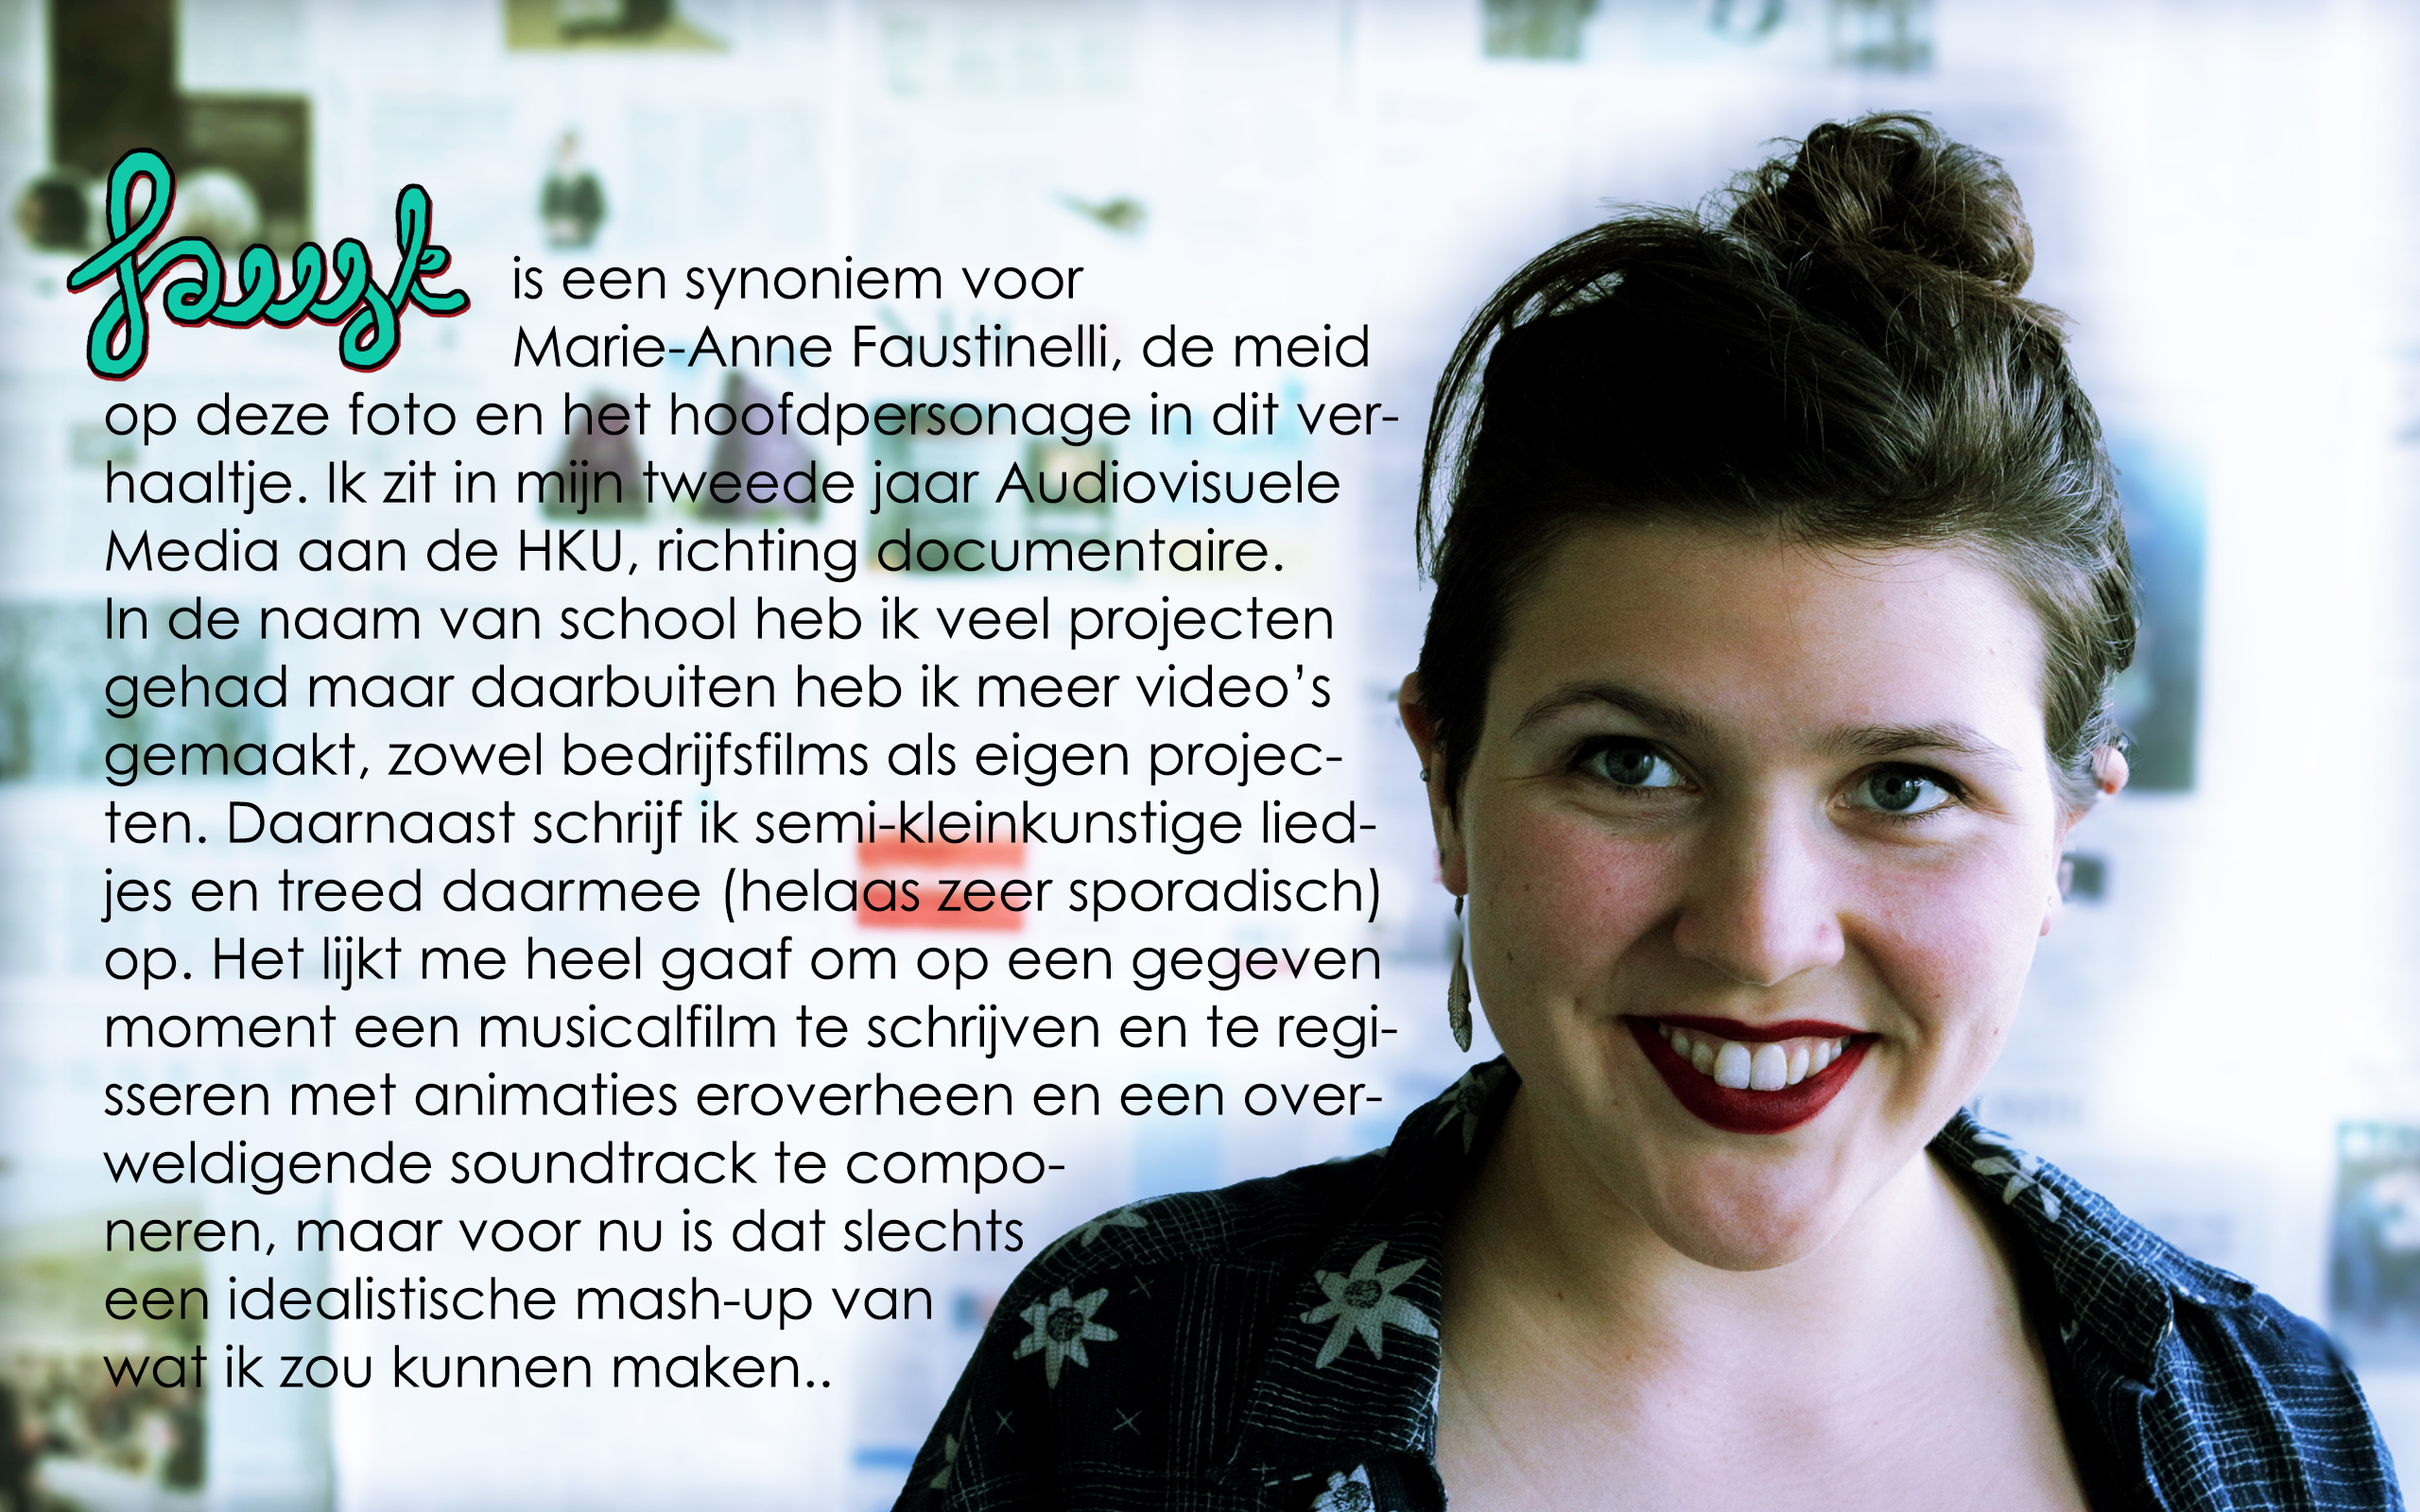 is een synoniem voor
Marie-Anne Faustinelli, de meid
op deze foto en het hoofdpersonage in dit ver-
haaltje. Ik zit in mijn tweede jaar Audiovisuele
Media aan de HKU, richting documentaire.
In de naam van school heb ik veel projecten
gehad maar daarbuiten heb ik meer video’s
gemaakt, zowel bedrijfsfilms als eigen projec-
ten. Daarnaast schrijf ik semi-kleinkunstige lied-
jes en treed daarmee (helaas zeer sporadisch)
op. Het lijkt me heel gaaf om op een gegeven
moment een musicalfilm te schrijven en te regi-
sseren met animaties eroverheen en een over-
weldigende soundtrack te compo-
neren, maar voor nu is dat slechts
een idealistische mash-up van
wat ik zou kunnen maken..